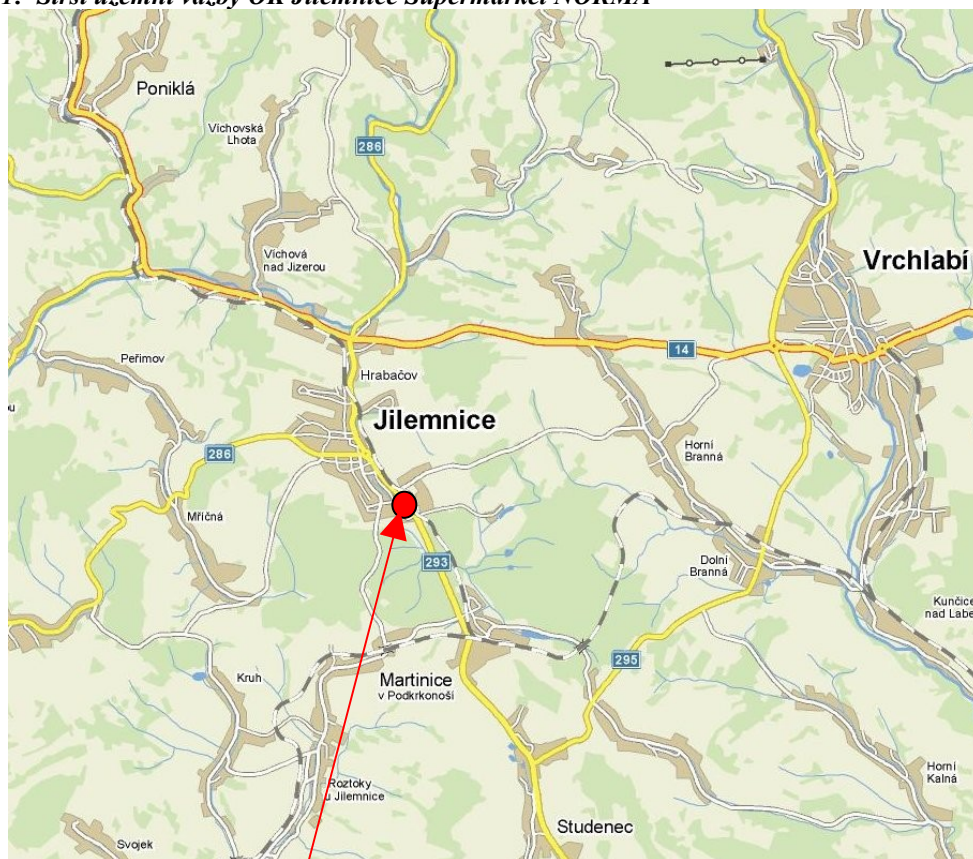 1. Širší územní vazby OK Jilemnice Supermarket NORMA
Poniklá
Víchovská
Lhota
286
Vrchlabí
Víchová
nad Jizerou
14
Peřimov
Hrabačov
Jilemnice
286
Horní
Branná
Mříčná
293
Dolní
Branná
Kunčice
nad Labe
295
Kruh
Martinice
v Podkrkonoší
Roztoky
u Jilemnice
Horní
Kalná
Studenec
Svojek